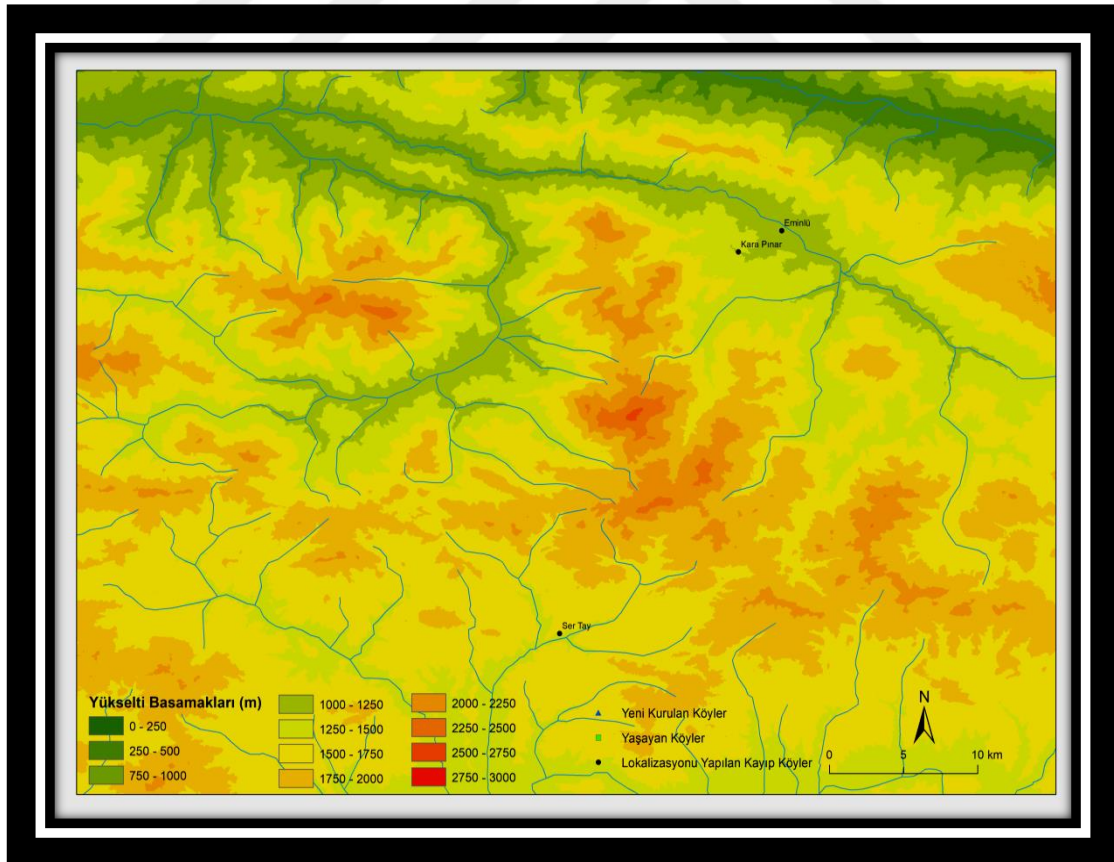 Eminlü
Kara Pınar
Ser Tay
Yükselti Basamakları (m)
0 - 250
250 - 500
750 - 1000
1000 - 1250
1250 - 1500
1500 - 1750
1750 - 2000
2000 - 2250
2250 - 2500
2500 - 2750
2750 - 3000
Yeni Kurulan Köyler
Yaşayan Köyler
Lokalizasyonu Yapılan Kayıp Köyler
N
0 5 10 km